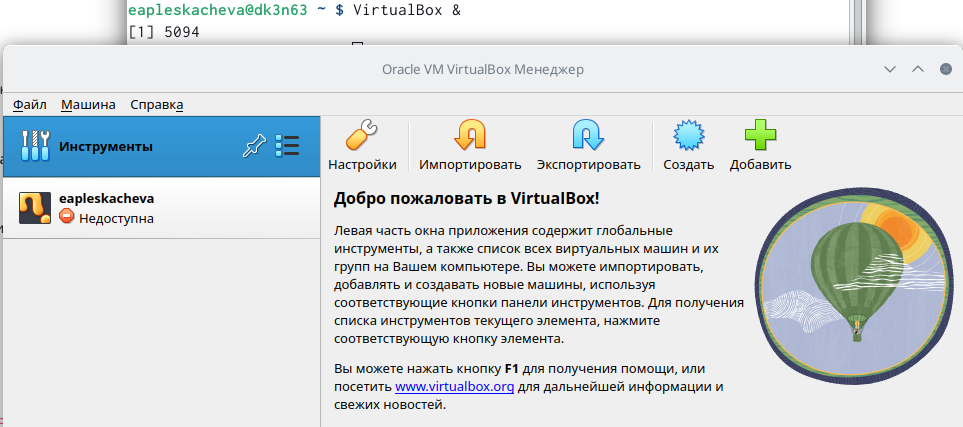 eapleskacheva@dk3n63 ~ $ VirtualBox &
[1] 5094
Oracle VM VirtualBox Менеджер
Файл Машина Справка
Инструменты
eapleskacheva
Недоступна
Настройки Импортировать Экспортировать Создать Добавить
Добро пожаловать в VirtualBox!
Левая часть окна приложения содержит глобальные
инструменты, а также список всех виртуальных машин и их
групп на Вашем компьютере. Вы можете импортировать,
добавлять и создавать новые машины, используя
соответствующие кнопки панели инструментов. Для получения
списка инструментов текущего элемента, нажмите
соответствующую кнопку элемента.
Вы можете нажать кнопку F1 для получения помощи, или
посетить www.virtualbox.org для дальнейшей информации и
свежих новостей.